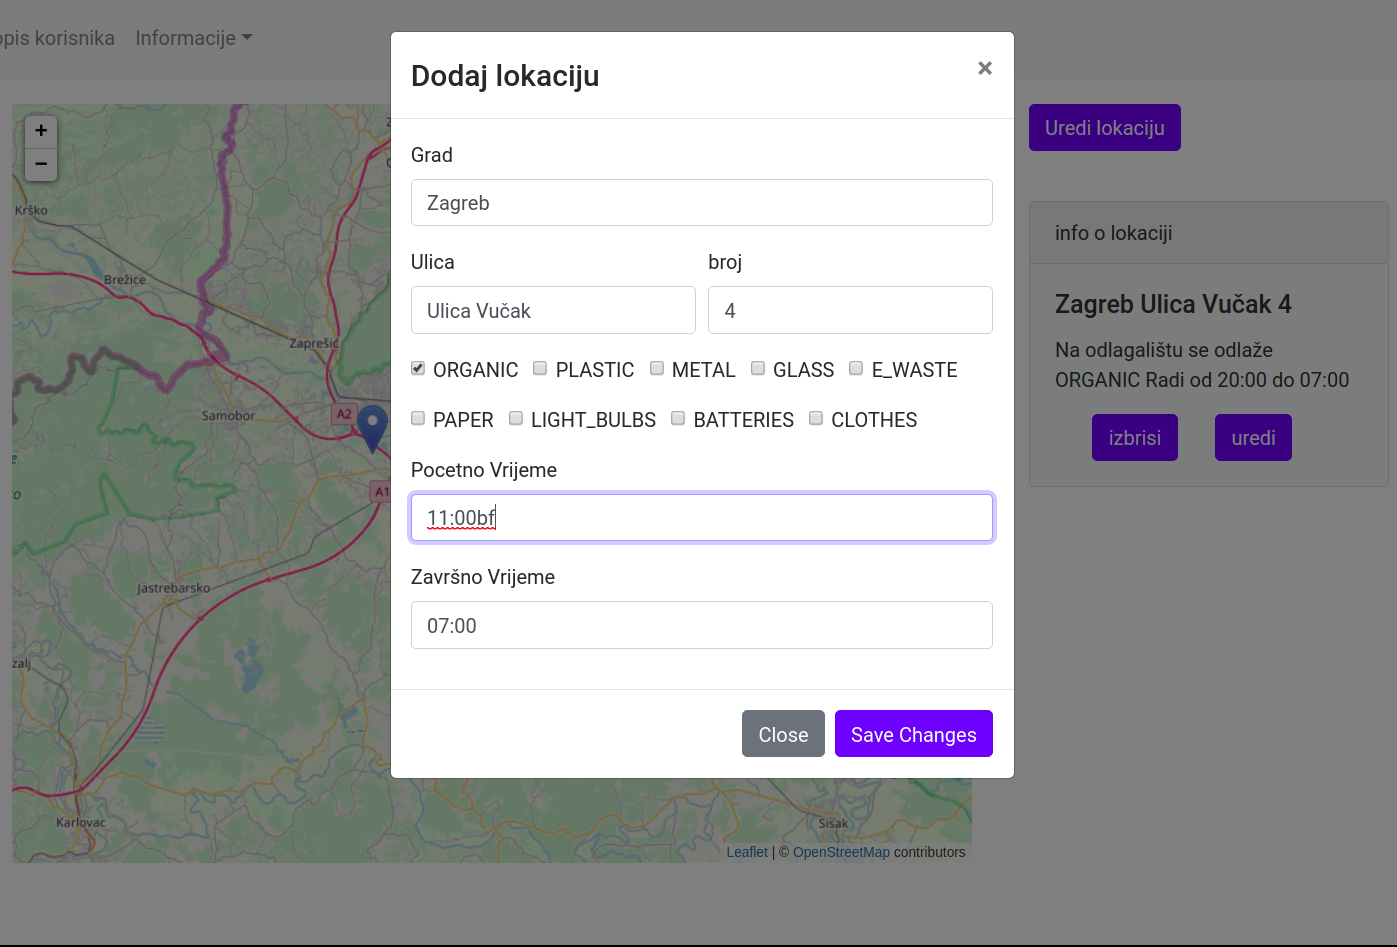 opis korisnika Informacije
Dodaj lokaciju ×
Grad
Zagreb
Ulica broj
Ulica Vučak 4
ORGANIC PLASTIC METAL GLASS E_WASTE
PAPER LIGHT_BULBS BATTERIES CLOTHES
Pocetno Vrijeme
11:00bf
Završno Vrijeme
07:00
Close Save Changes
+
−
Krško
Brežice
Zaprešić
Samobor
A2
A1
Jastrebarsko
zalj
Karlovac
Sisak
Leaflet | © OpenStreetMap contributors
Uredi lokaciju
info o lokaciji
Zagreb Ulica Vučak 4
Na odlagalištu se odlaže
ORGANIC Radi od 20:00 do 07:00
izbrisi uredi